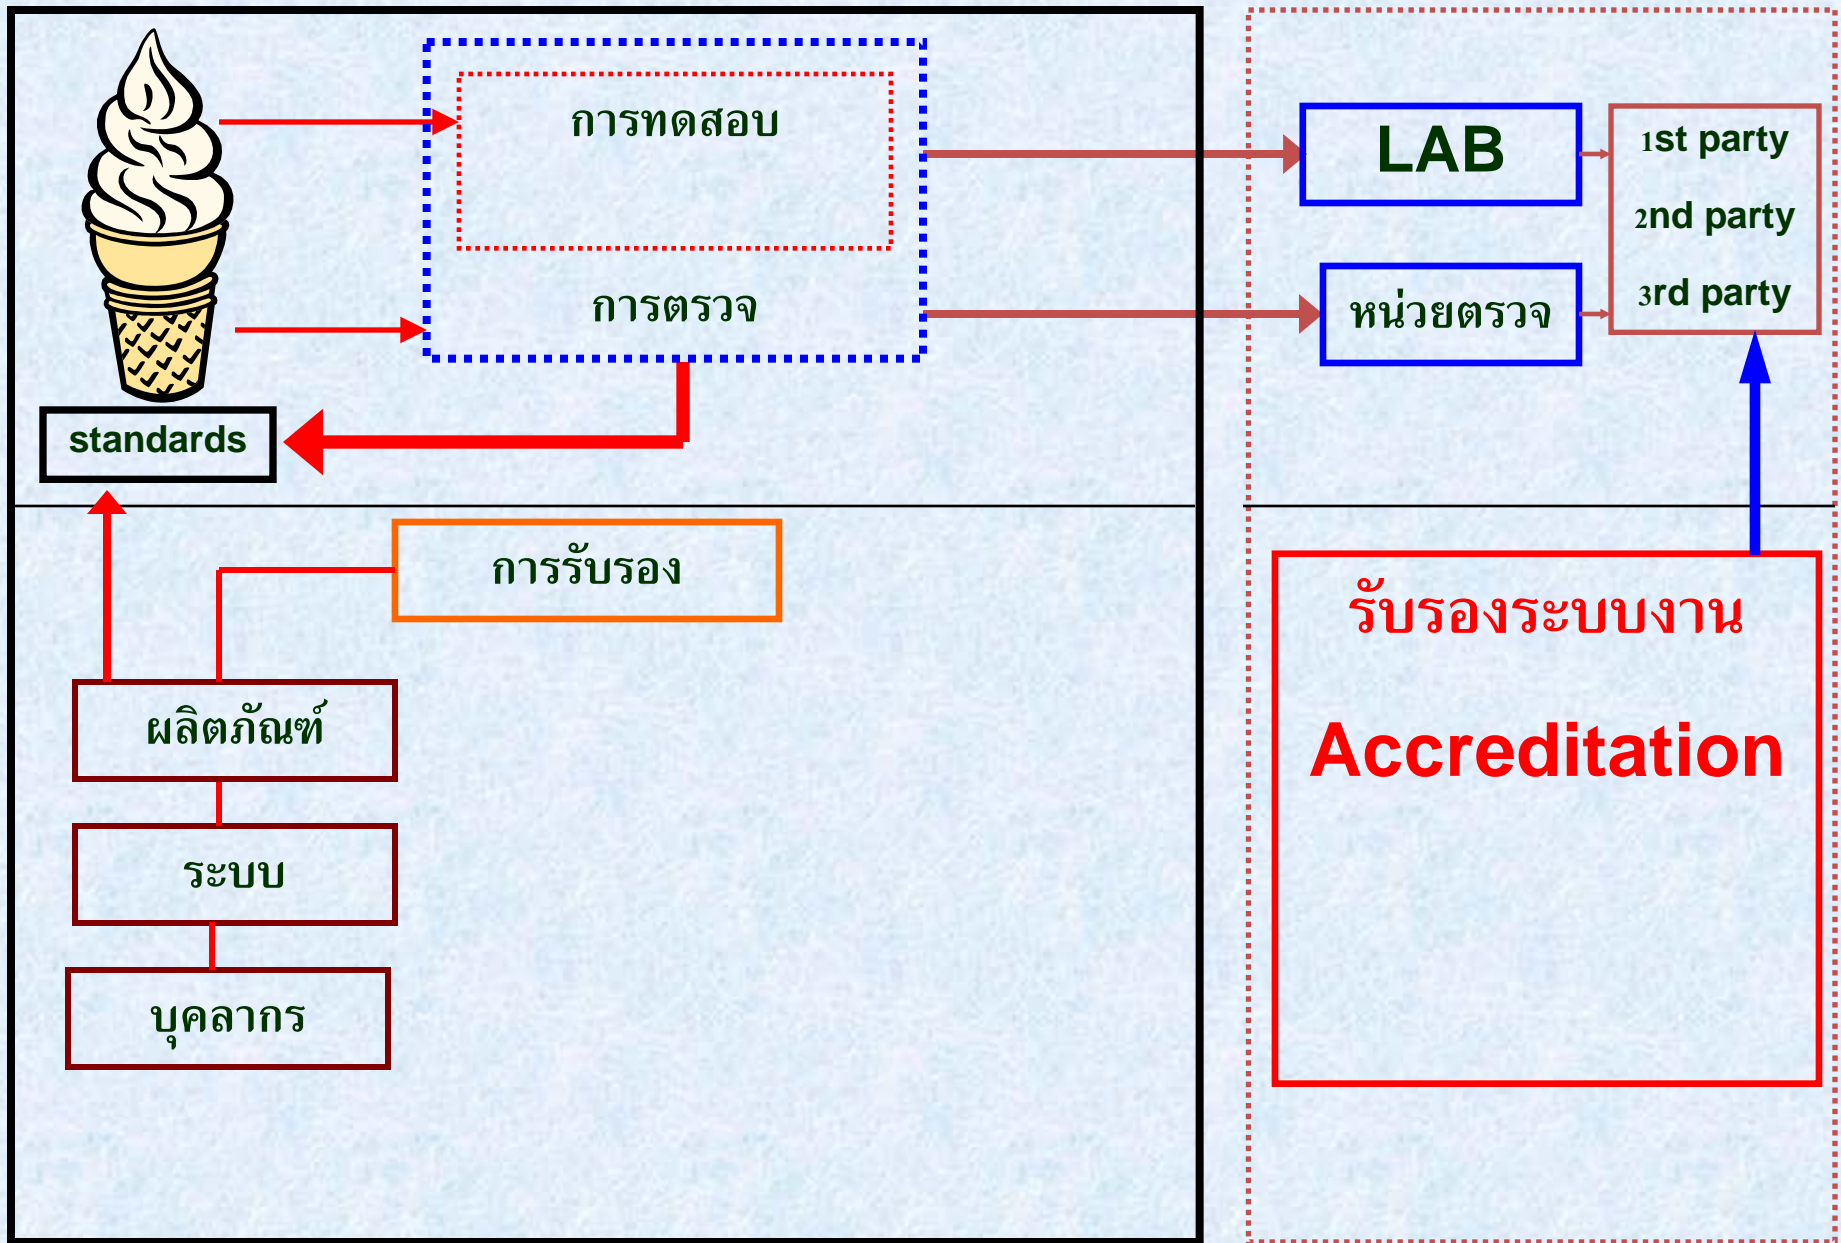 การทดสอบ
การตรวจ
standards
LAB
หน่วยตรวจ
1st party
2nd party
3rd party
การรับรอง
ผลิตภัณฑ์
ระบบ
บุคลากร
รับรองระบบงาน
Accreditation